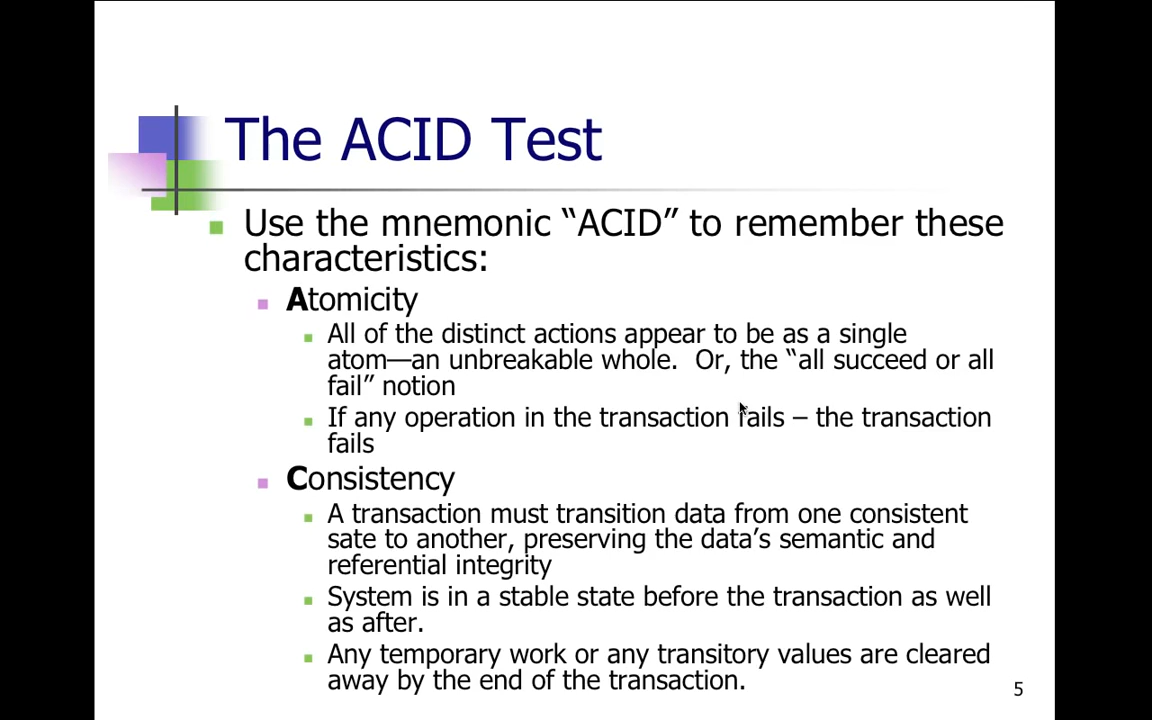 The ACID Test
Use the mnemonic “ACID” to remember these
characteristics:
Atomicity
All of the distinct actions appear to be as a single
atom—an unbreakable whole.  Or, the “all succeed or all
fail” notion
If any operation in the transaction fails – the transaction
fails
Consistency
A transaction must transition data from one consistent
sate to another, preserving the data’s semantic and
referential integrity
System is in a stable state before the transaction as well
as after.
Any temporary work or any transitory values are cleared
away by the end of the transaction.
5